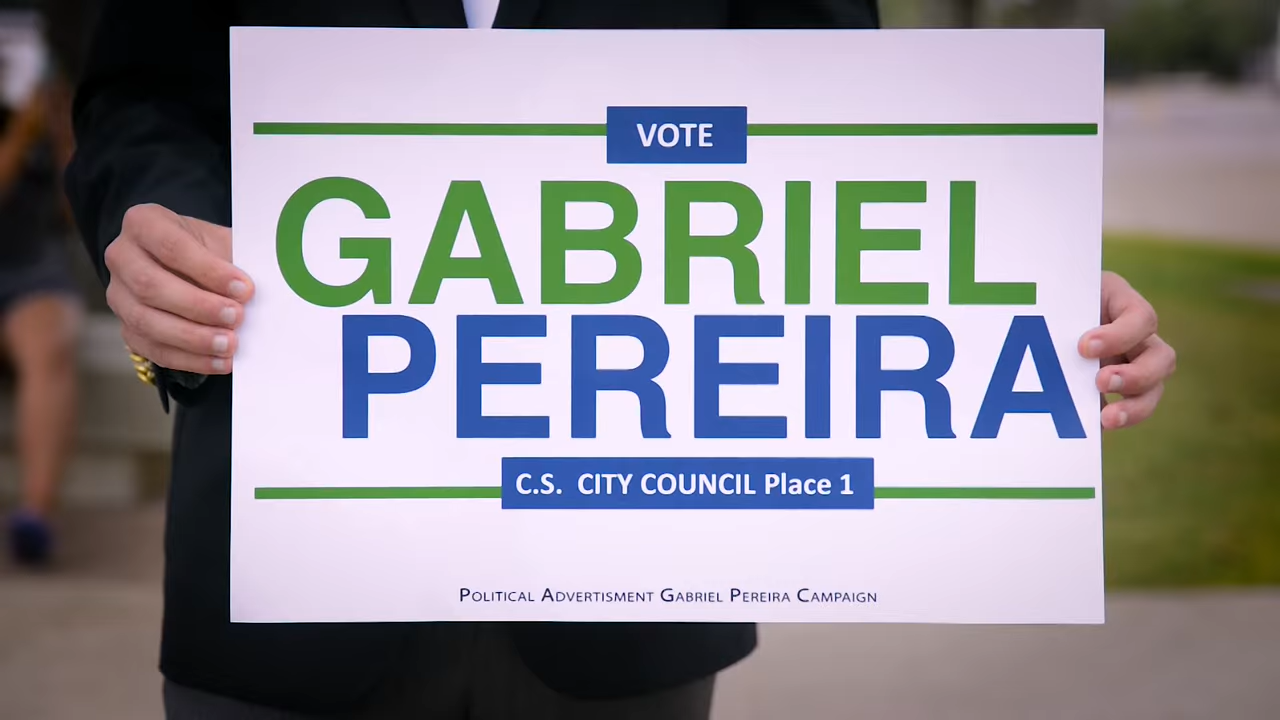 VOTE
GABRIEL
PEREIRA
C.S. CITY COUNCIL Place 1
Political Advertisment Gabriel Pereira Campaign